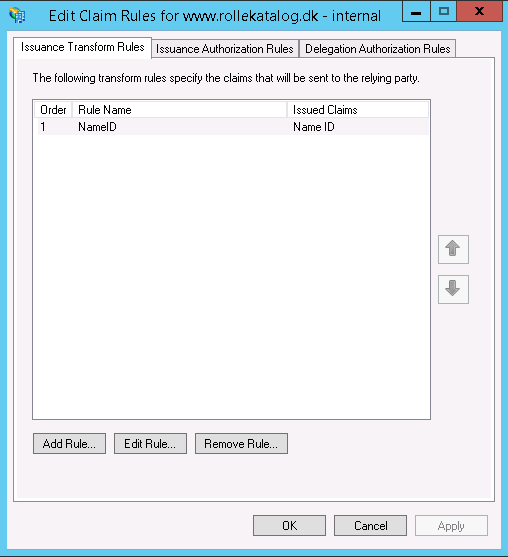 Edit Claim Rules for www.rollekatalog.dk - internal
Issuance Transform Rules Issuance Authorization Rules Delegation Authorization Rules
The following transform rules specify the claims that will be sent to the relying party.
Order Rule Name Issued Claims
1 NameID Name ID
Add Rule... Edit Rule... Remove Rule...
OK Cancel Apply